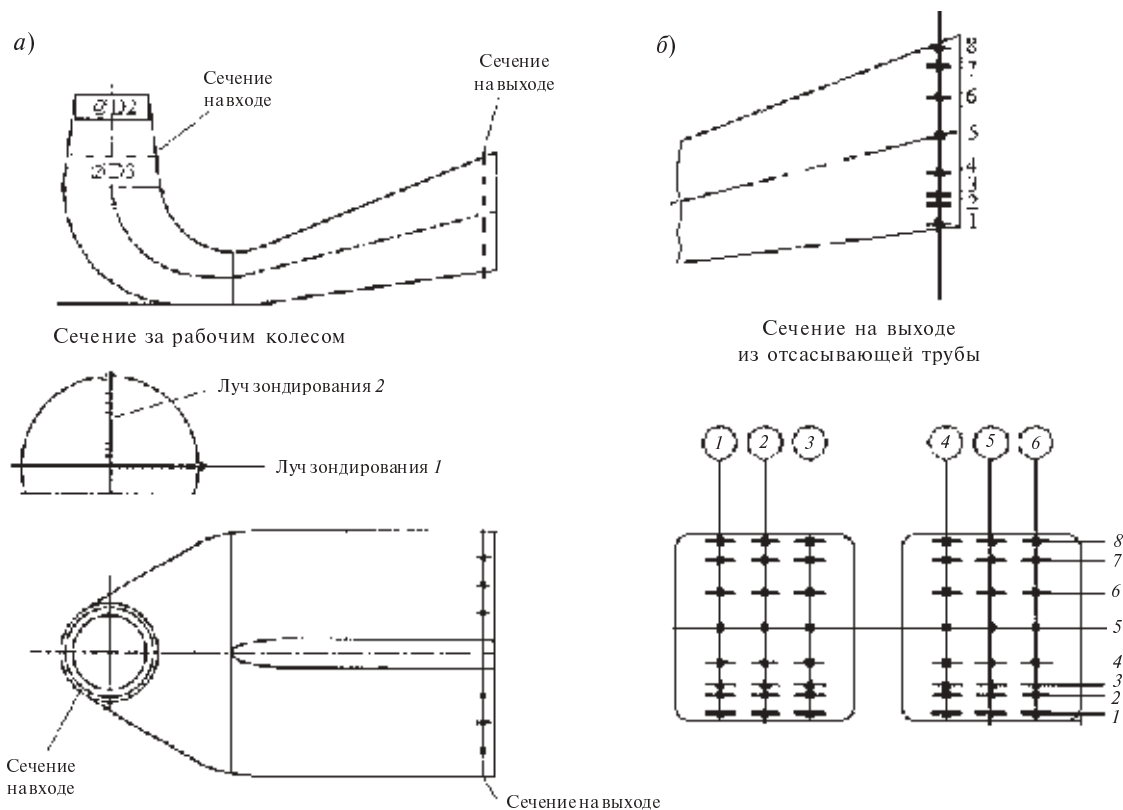 а)
Сечение
на входе
Сечение
на выходе
∅D2
∅D3
Сечение за рабочим колесом
Луч зондирования 2
Луч зондирования 1
Сечение
на входе
Сечение на выходе
б)
8
7
6
5
4
3
2
1
Сечение на выходе
из отсасывающей трубы
1 2 3 4 5 6
8
7
6
5
4
3
2
1